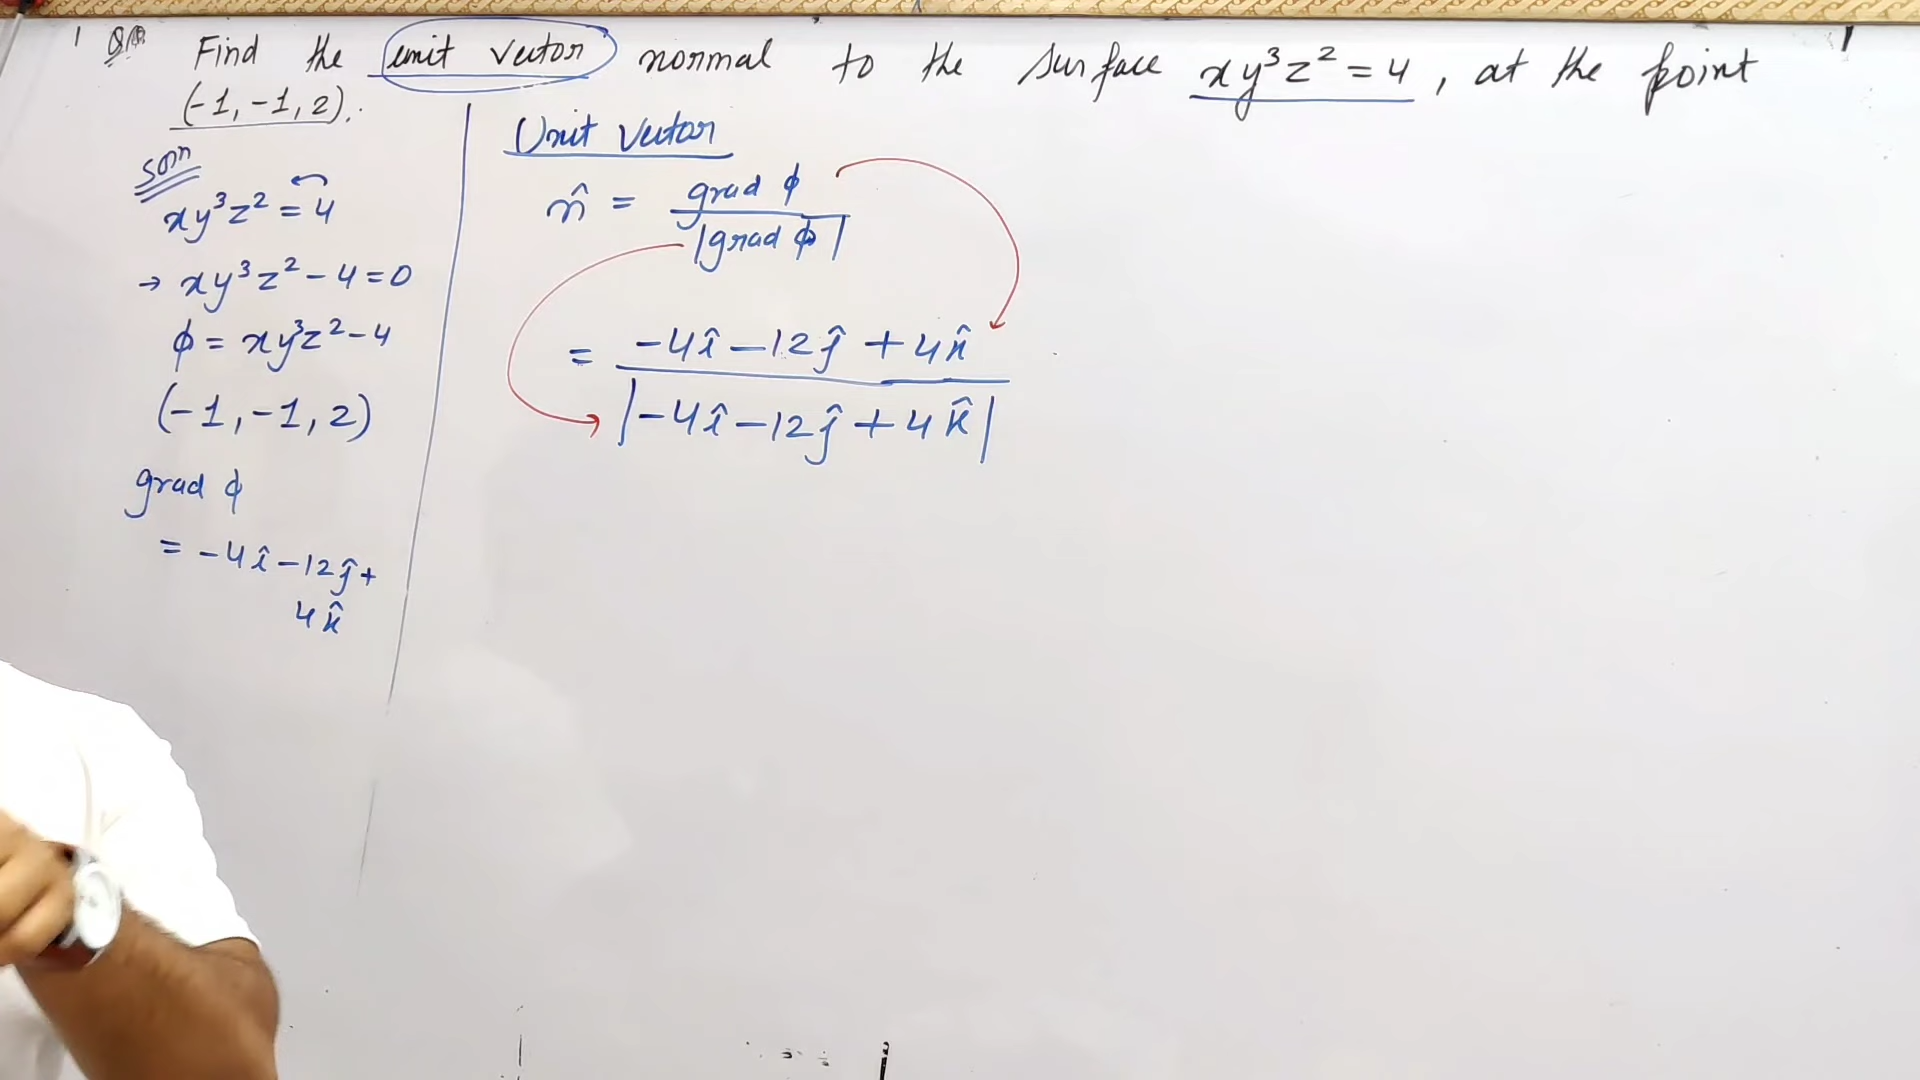 Find the unit vector normal to the surface xy³z² = 4, at the point
(-1, -1, 2).
Soln
xy³z² = 4
→ xy³z² - 4 = 0
ϕ = xy³z² - 4
(-1, -1, 2)
grad ϕ
= -4î - 12ĵ +
4k̂
Unit Vector
n̂ = grad ϕ
|grad ϕ|
= -4î - 12ĵ + 4k̂
|-4î - 12ĵ + 4k̂|